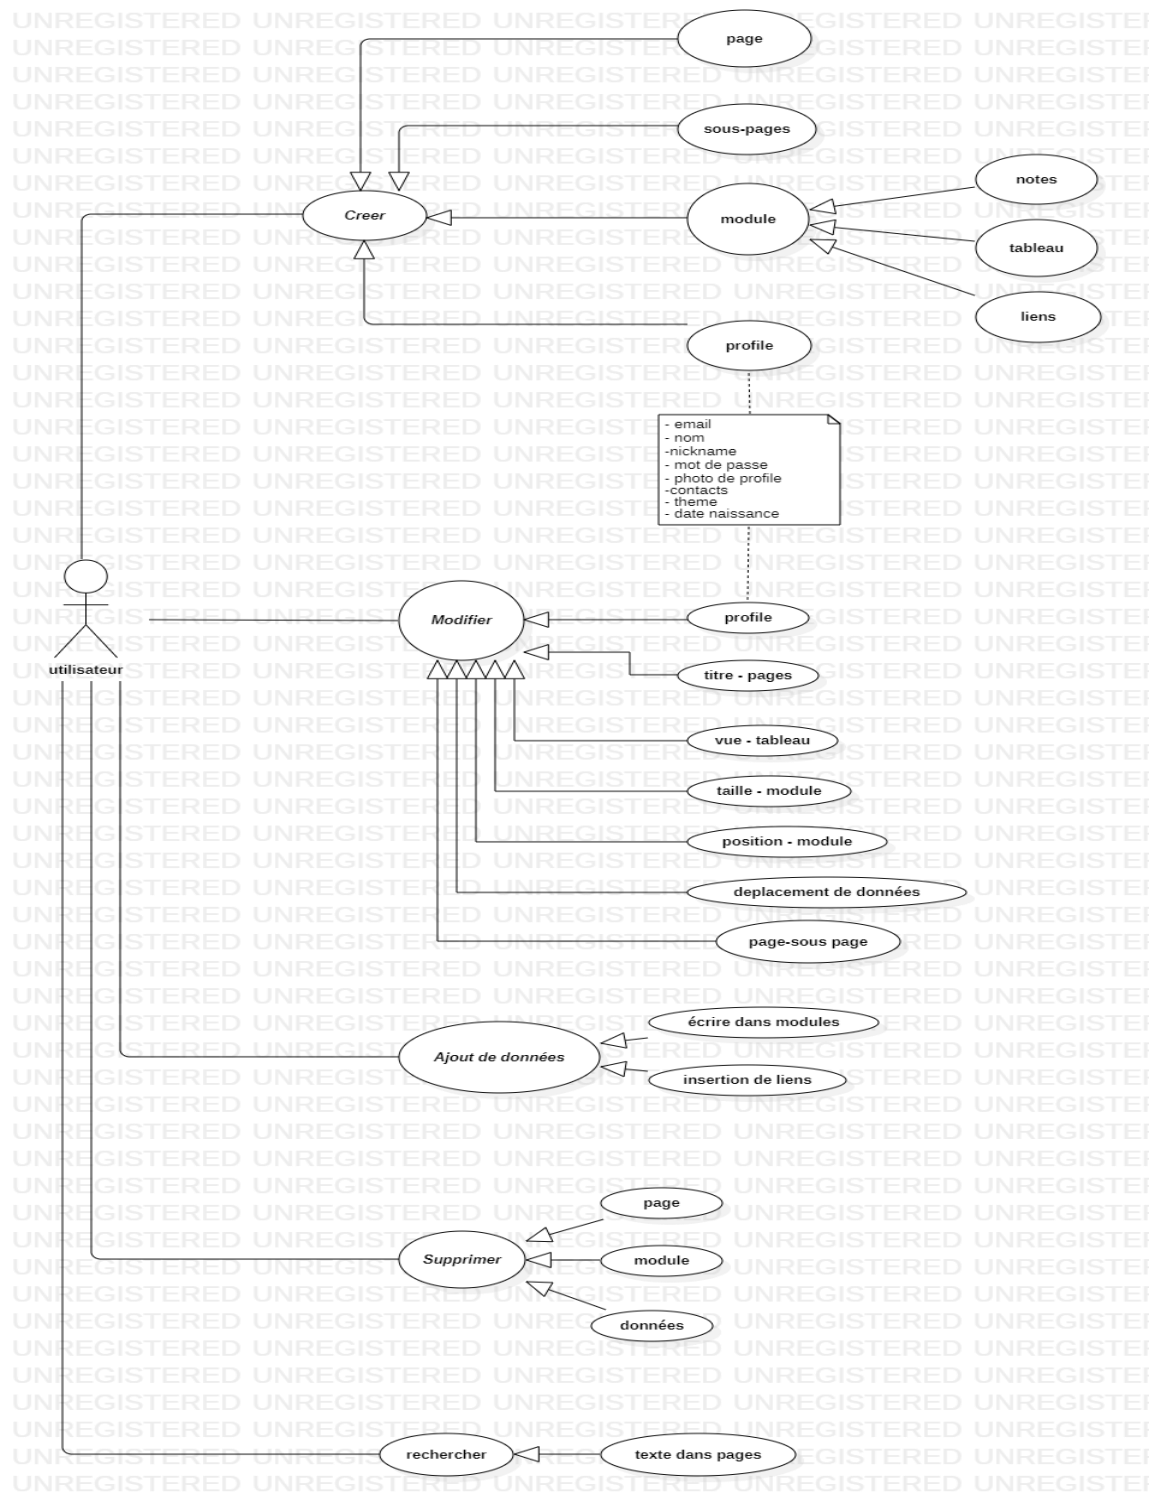 page
sous-pages
Creer
module
notes
tableau
liens
profile
- email
- nom
-nickname
- mot de passe
- photo de profile
-contacts
- theme
- date naissance
utilisateur
Modifier
profile
titre - pages
vue - tableau
taille - module
position - module
deplacement de données
page-sous page
Ajout de données
écrire dans modules
insertion de liens
Supprimer
page
module
données
rechercher
texte dans pages
UNREGISTERED